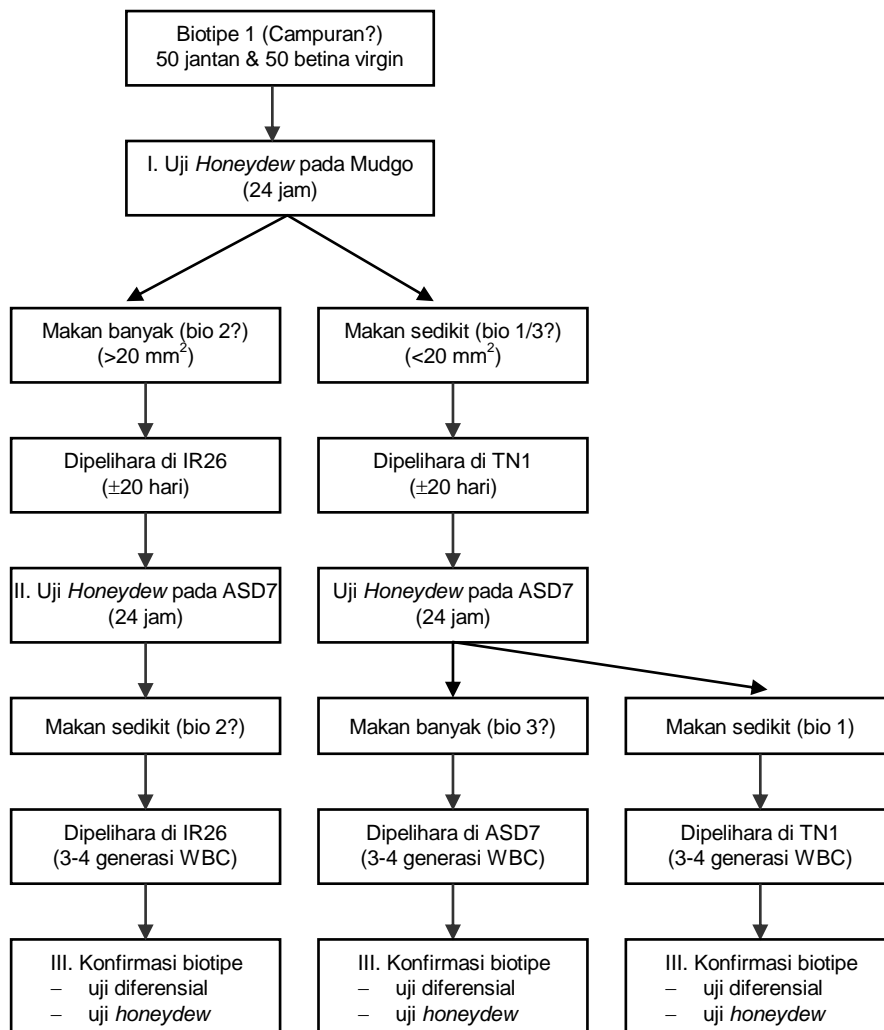 Biotipe 1 (Campuran?)
50 jantan & 50 betina virgin
I. Uji Honeydew pada Mudgo
(24 jam)
Makan banyak (bio 2?)
(>20 mm²)
Makan sedikit (bio 1/3?)
(<20 mm²)
Dipelihara di IR26
(±20 hari)
Dipelihara di TN1
(±20 hari)
II. Uji Honeydew pada ASD7
(24 jam)
Uji Honeydew pada ASD7
(24 jam)
Makan sedikit (bio 2?)
Makan banyak (bio 3?)
Makan sedikit (bio 1)
Dipelihara di IR26
(3-4 generasi WBC)
Dipelihara di ASD7
(3-4 generasi WBC)
Dipelihara di TN1
(3-4 generasi WBC)
III. Konfirmasi biotipe
– uji diferensial
– uji honeydew
III. Konfirmasi biotipe
– uji diferensial
– uji honeydew
III. Konfirmasi biotipe
– uji diferensial
– uji honeydew